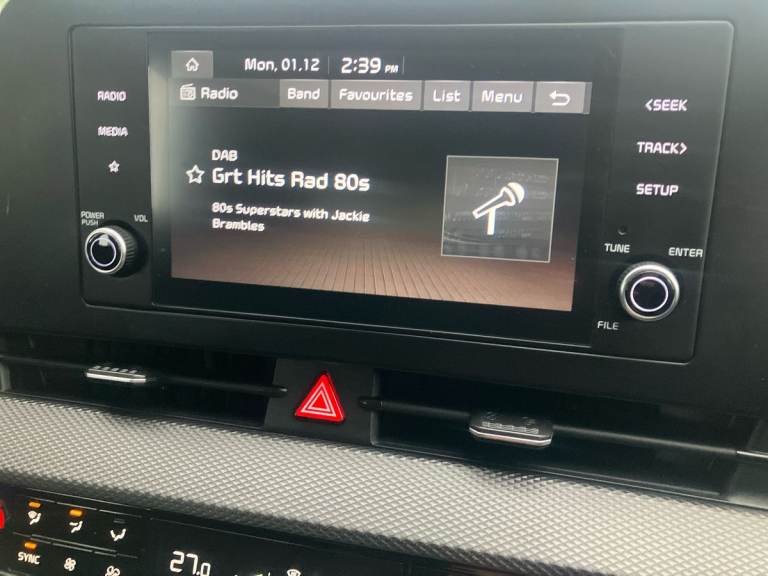 Mon, 01.12 2:39 PM
Radio Band Favourites List Menu
RADIO
MEDIA
POWER
PUSH
VOL
DAB
Grt Hits Rad 80s
80s Superstars with Jackie
Brambles
<SEEK
TRACK>
SETUP
TUNE
ENTER
FILE
SYNC
27.0